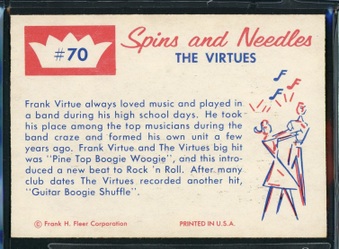 #70
Spins and Needles
THE VIRTUES
Frank Virtue always loved music and played in
a band during his high school days. He took
his place among the top musicians during the
band craze and formed his own unit a few
years ago. Frank Virtue and The Virtues big hit
was "Pine Top Boogie Woogie", and this intro-
duced a new beat to Rock 'n Roll. After many
club dates The Virtues recorded another hit,
"Guitar Boogie Shuffle".
© Frank H. Fleer Corporation
PRINTED IN U.S.A.